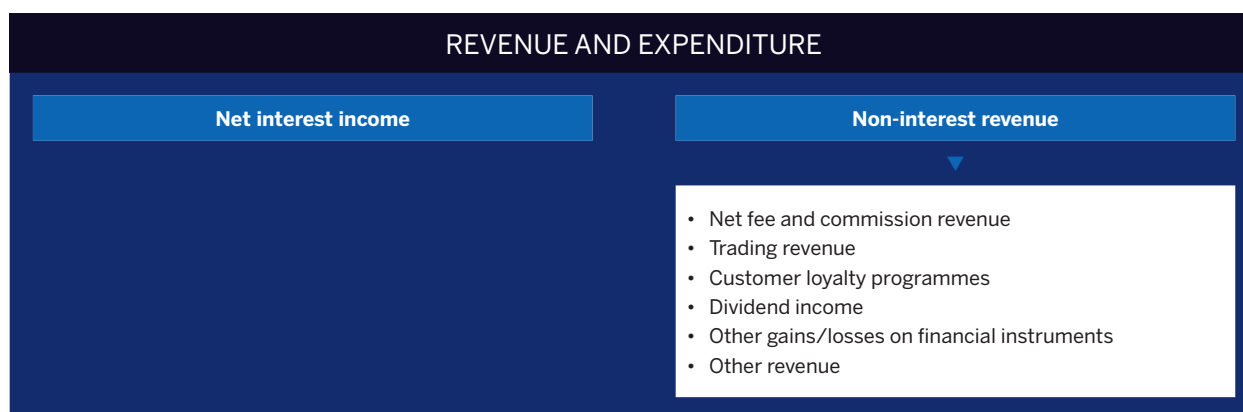 REVENUE AND EXPENDITURE
Net interest income
Non-interest revenue
• Net fee and commission revenue
• Trading revenue
• Customer loyalty programmes
• Dividend income
• Other gains/losses on financial instruments
• Other revenue